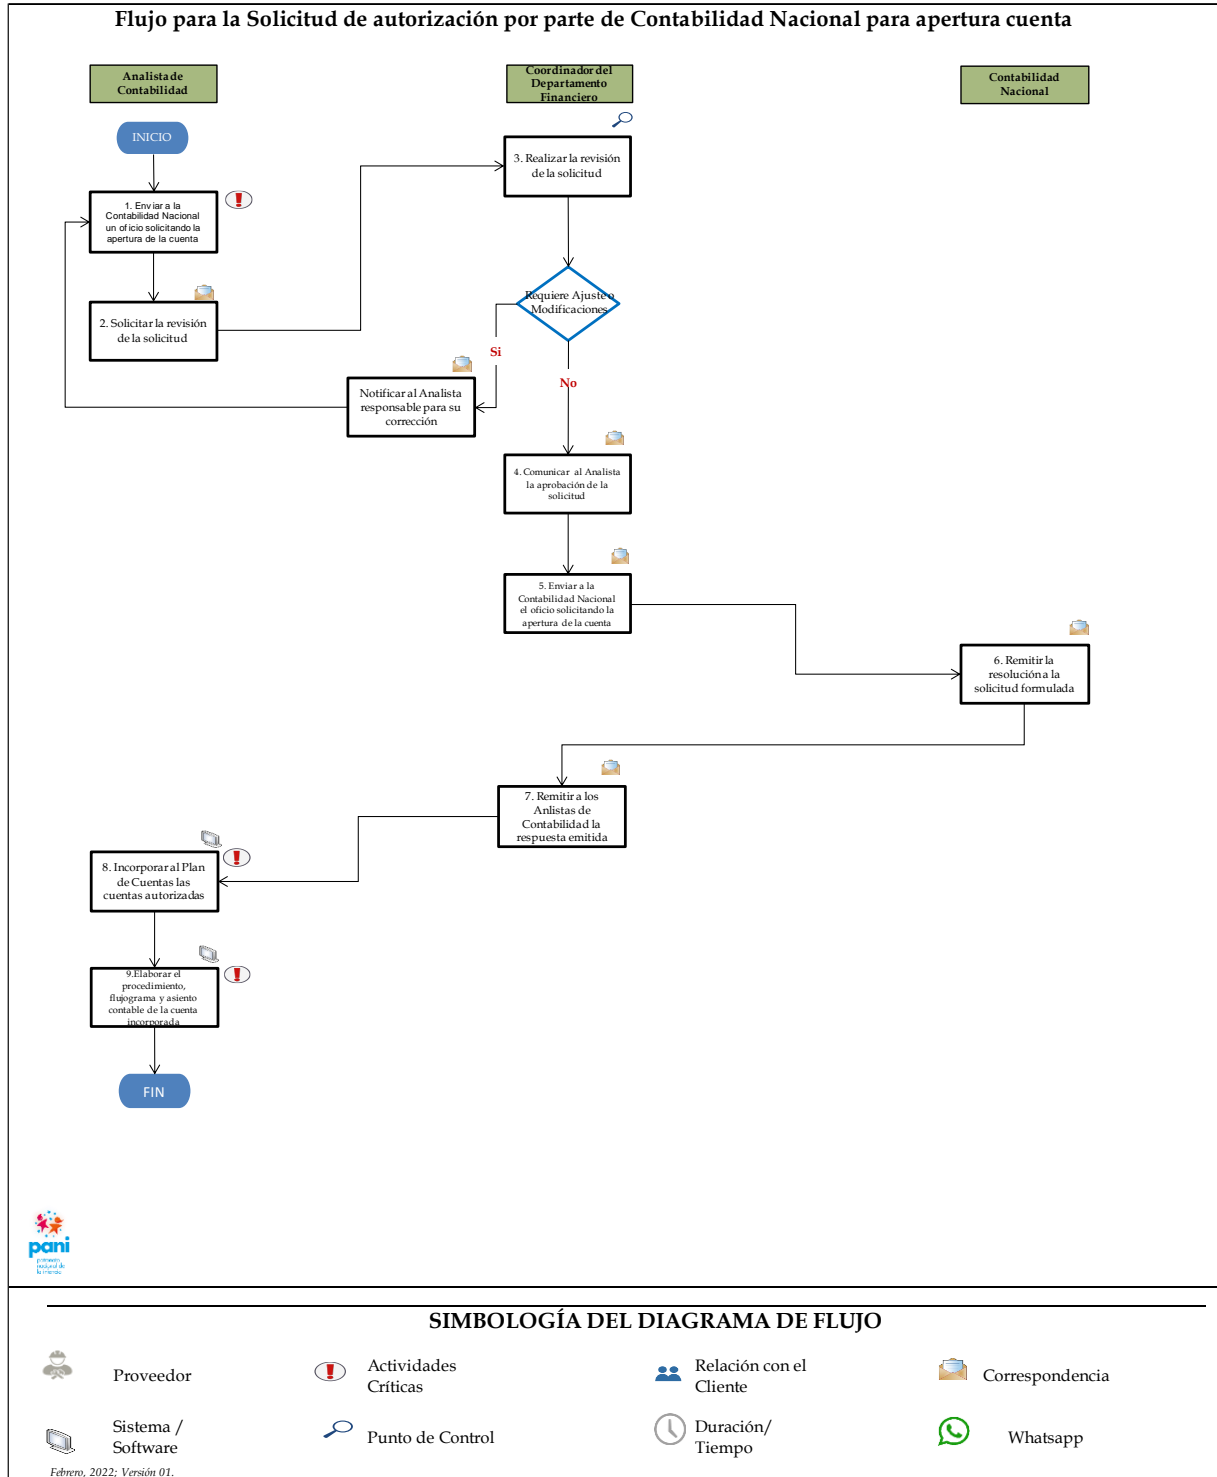 Flujo para la Solicitud de autorización por parte de Contabilidad Nacional para apertura cuenta
Analista de
Contabilidad
Coordinador del
Departamento
Financiero
Contabilidad
Nacional
INICIO
1. Enviar a la
Contabilidad Nacional
un oficio solicitando la
apertura de la cuenta
2. Solicitar la revisión
de la solicitud
3. Realizar la revisión
de la solicitud
Requiere Ajuste o
Modificaciones
Si
No
Notificar al Analista
responsable para su
corrección
4. Comunicar al Analista
la aprobación de la
solicitud
5. Enviar a la
Contabilidad Nacional
el oficio solicitando la
apertura de la cuenta
6. Remitir la
resolución a la
solicitud formulada
7. Remitir a los
Anlistas de
Contabilidad la
respuesta emitida
8. Incorporar al Plan
de Cuentas las
cuentas autorizadas
9.Elaborar el
procedimiento,
flujograma y asiento
contable de la cuenta
incorporada
FIN
pani
patronato
nacional de
la infancia
SIMBOLOGÍA DEL DIAGRAMA DE FLUJO
Proveedor
Actividades
Críticas
Relación con el
Cliente
Correspondencia
Sistema /
Software
Punto de Control
Duración/
Tiempo
Whatsapp
Febrero, 2022; Versión 01.